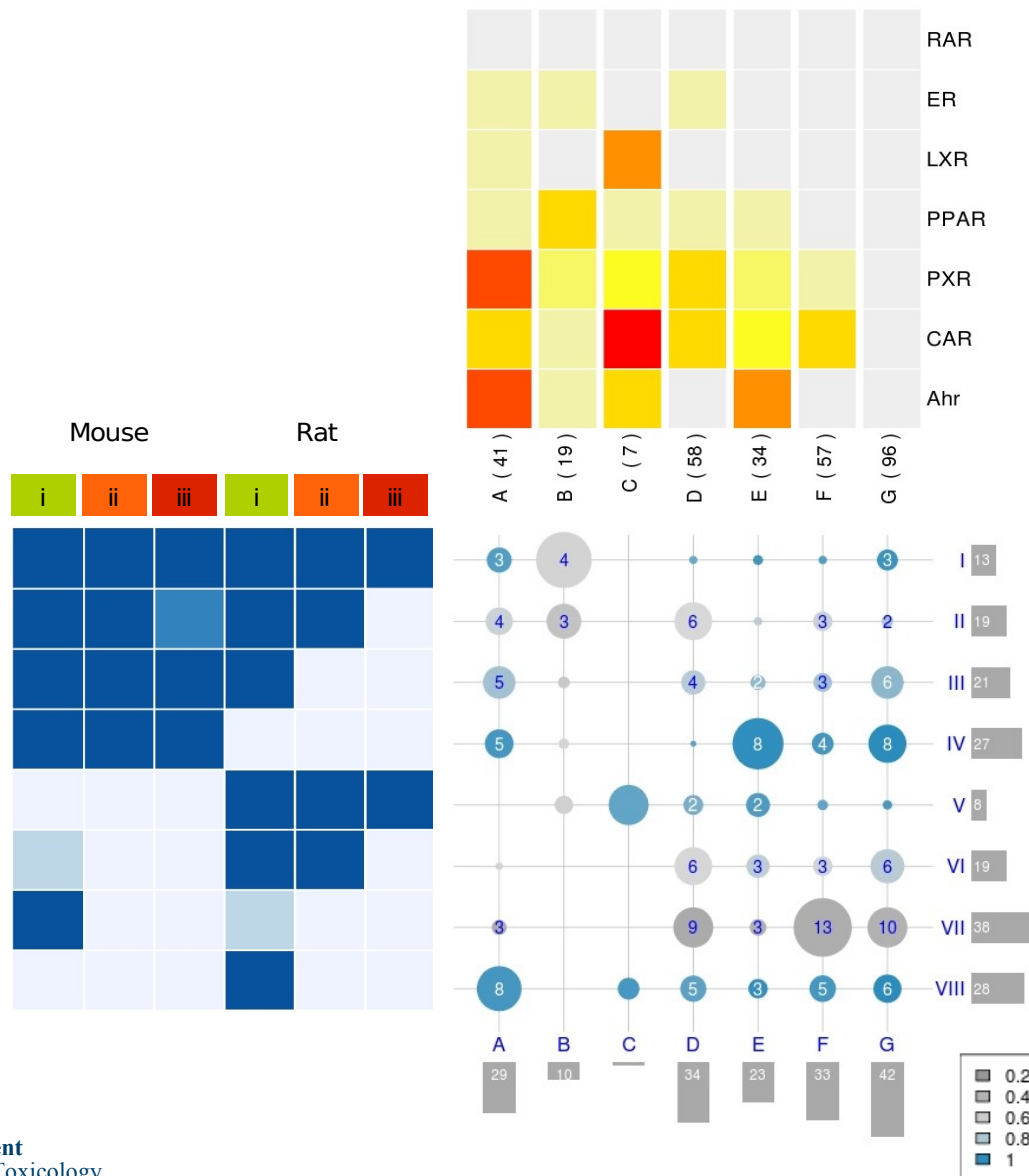 RAR
ER
LXR
PPAR
PXR
CAR
Ahr
Mouse Rat
A ( 41 ) B ( 19 ) C ( 7 ) D ( 58 ) E ( 34 ) F ( 57 ) G ( 96 )
i ii iii i ii iii
3 4 3 I 13
4 3 6 3 2 II 19
5 4 2 3 6 III 21
5 8 4 8 IV 27
2 2 V 8
6 3 3 6 VI 19
3 9 3 13 10 VII 38
8 5 3 5 6 VIII 28
A B C D E F G
29 10 34 23 33 42
0.2
0.4
0.6
0.8
1
ent
Toxicology